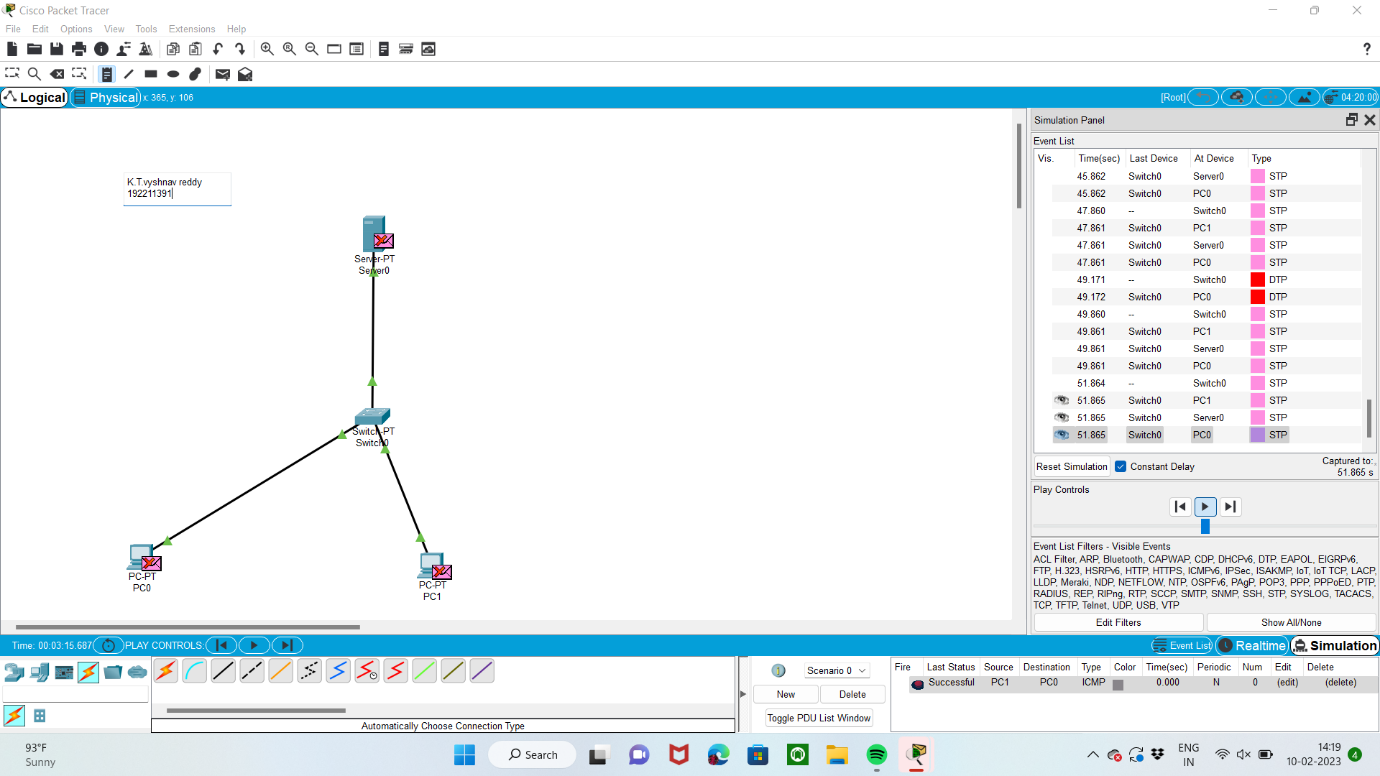 Cisco Packet Tracer
File Edit Options View Tools Extensions Help
?
Logical Physical x: 365, y: 106 [Root] 04:20:00
K.T.vyshnav reddy
192211391
Server-PT
Server0
Switch-PT
Switch0
PC-PT
PC0
PC-PT
PC1
Simulation Panel
Event List
Vis. Time(sec) Last Device At Device Type
45.862 Switch0 Server0 STP
45.862 Switch0 PC0 STP
47.860 -- Switch0 STP
47.861 Switch0 PC1 STP
47.861 Switch0 Server0 STP
47.861 Switch0 PC0 STP
49.171 -- Switch0 DTP
49.172 Switch0 PC0 DTP
49.860 -- Switch0 STP
49.861 Switch0 PC1 STP
49.861 Switch0 Server0 STP
49.861 Switch0 PC0 STP
51.864 -- Switch0 STP
51.865 Switch0 PC1 STP
51.865 Switch0 Server0 STP
51.865 Switch0 PC0 STP
Reset Simulation Constant Delay Captured to:
51.865 s
Play Controls
Event List Filters - Visible Events
ACL Filter, ARP, Bluetooth, CAPWAP, CDP, DHCPv6, DTP, EAPOL, EIGRPv6,
FTP, H.323, HSRPv6, HTTP, HTTPS, ICMPv6, IPSec, ISAKMP, IoT, IoT TCP, LACP,
LLDP, Meraki, NDP, NETFLOW, NTP, OSPFv6, PAgP, POP3, PPP, PPPoED, PTP,
RADIUS, REP, RIPng, RTP, SCCP, SMTP, SNMP, SSH, STP, SYSLOG, TACACS,
TCP, TFTP, Telnet, UDP, USB, VTP
Edit Filters Show All/None
Time: 00:03:15.687 PLAY CONTROLS: Event List Realtime Simulation
Automatically Choose Connection Type
Scenario 0
New Delete
Toggle PDU List Window
Fire Last Status Source Destination Type Color Time(sec) Periodic Num Edit Delete
Successful PC1 PC0 ICMP 0.000 N 0 (edit) (delete)
93°F
Sunny
Search
ENG
IN
14:19
10-02-2023
4